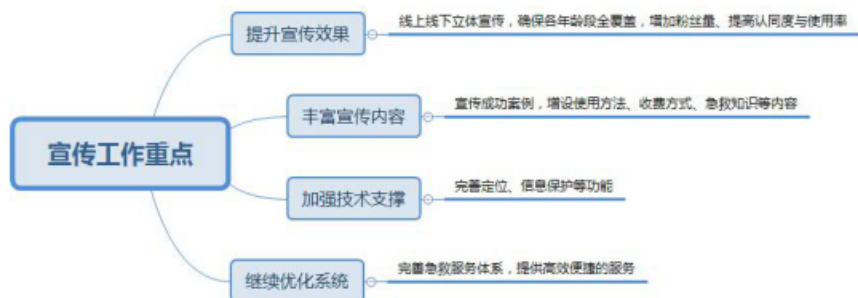 宣传工作重点
提升宣传效果
线上线下立体宣传，确保各年龄段全覆盖，增加粉丝量、提高认同度与使用率
丰富宣传内容
宣传成功案例，增设使用方法、收费方式、急救知识等内容
加强技术支撑
完善定位、信息保护等功能
继续优化系统
完善急救服务体系，提供高效便捷的服务